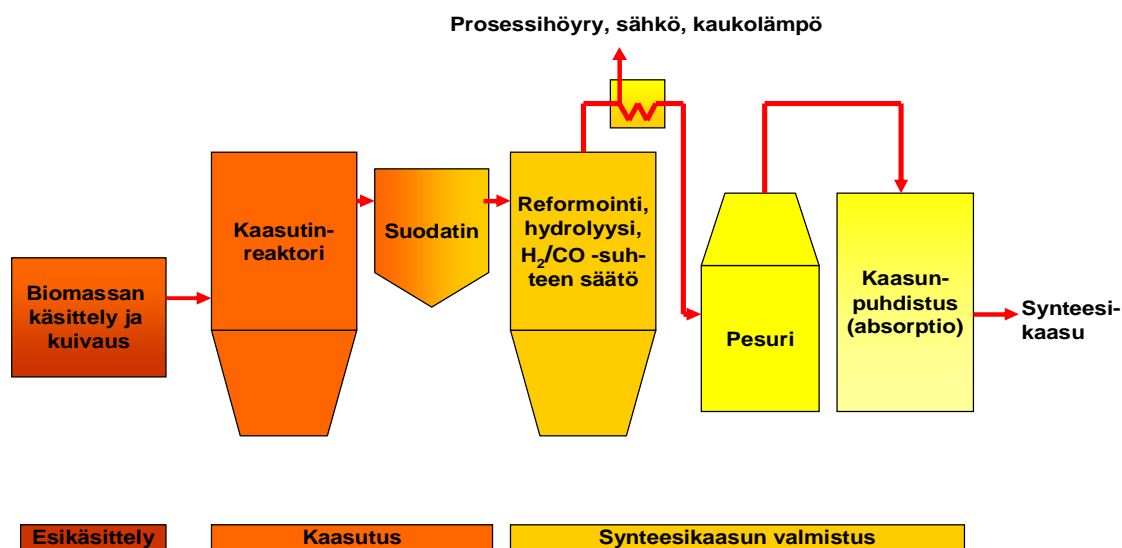 Prosessihöyry, sähkö, kaukolämpö
Biomassan
käsittely ja
kuivaus
Kaasutin-
reaktori
Suodatin
Reformointi,
hydrolyysi,
H₂/CO -suh-
teen säätö
Pesuri
Kaasun-
puhdistus
(absorptio)
Synteesi-
kaasu
Esikäsittely
Kaasutus
Synteesikaasun valmistus